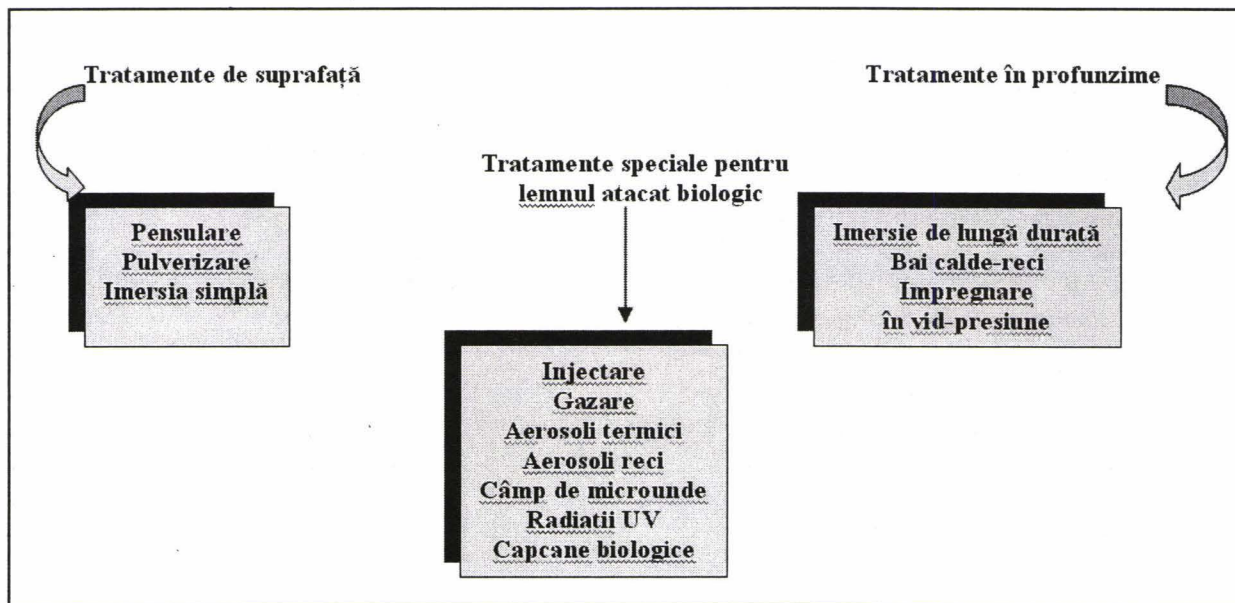 Tratamente de suprafață
Tratamente în profunzime
Tratamente speciale pentru
lemnul atacat biologic
Pensulare
Pulverizare
Imersia simplă
Imersie de lungă durată
Bai calde-reci
Impregnare
în vid-presiune
Injectare
Gazare
Aerosoli termici
Aerosoli reci
Câmp de microunde
Radiatii UV
Capcane biologice